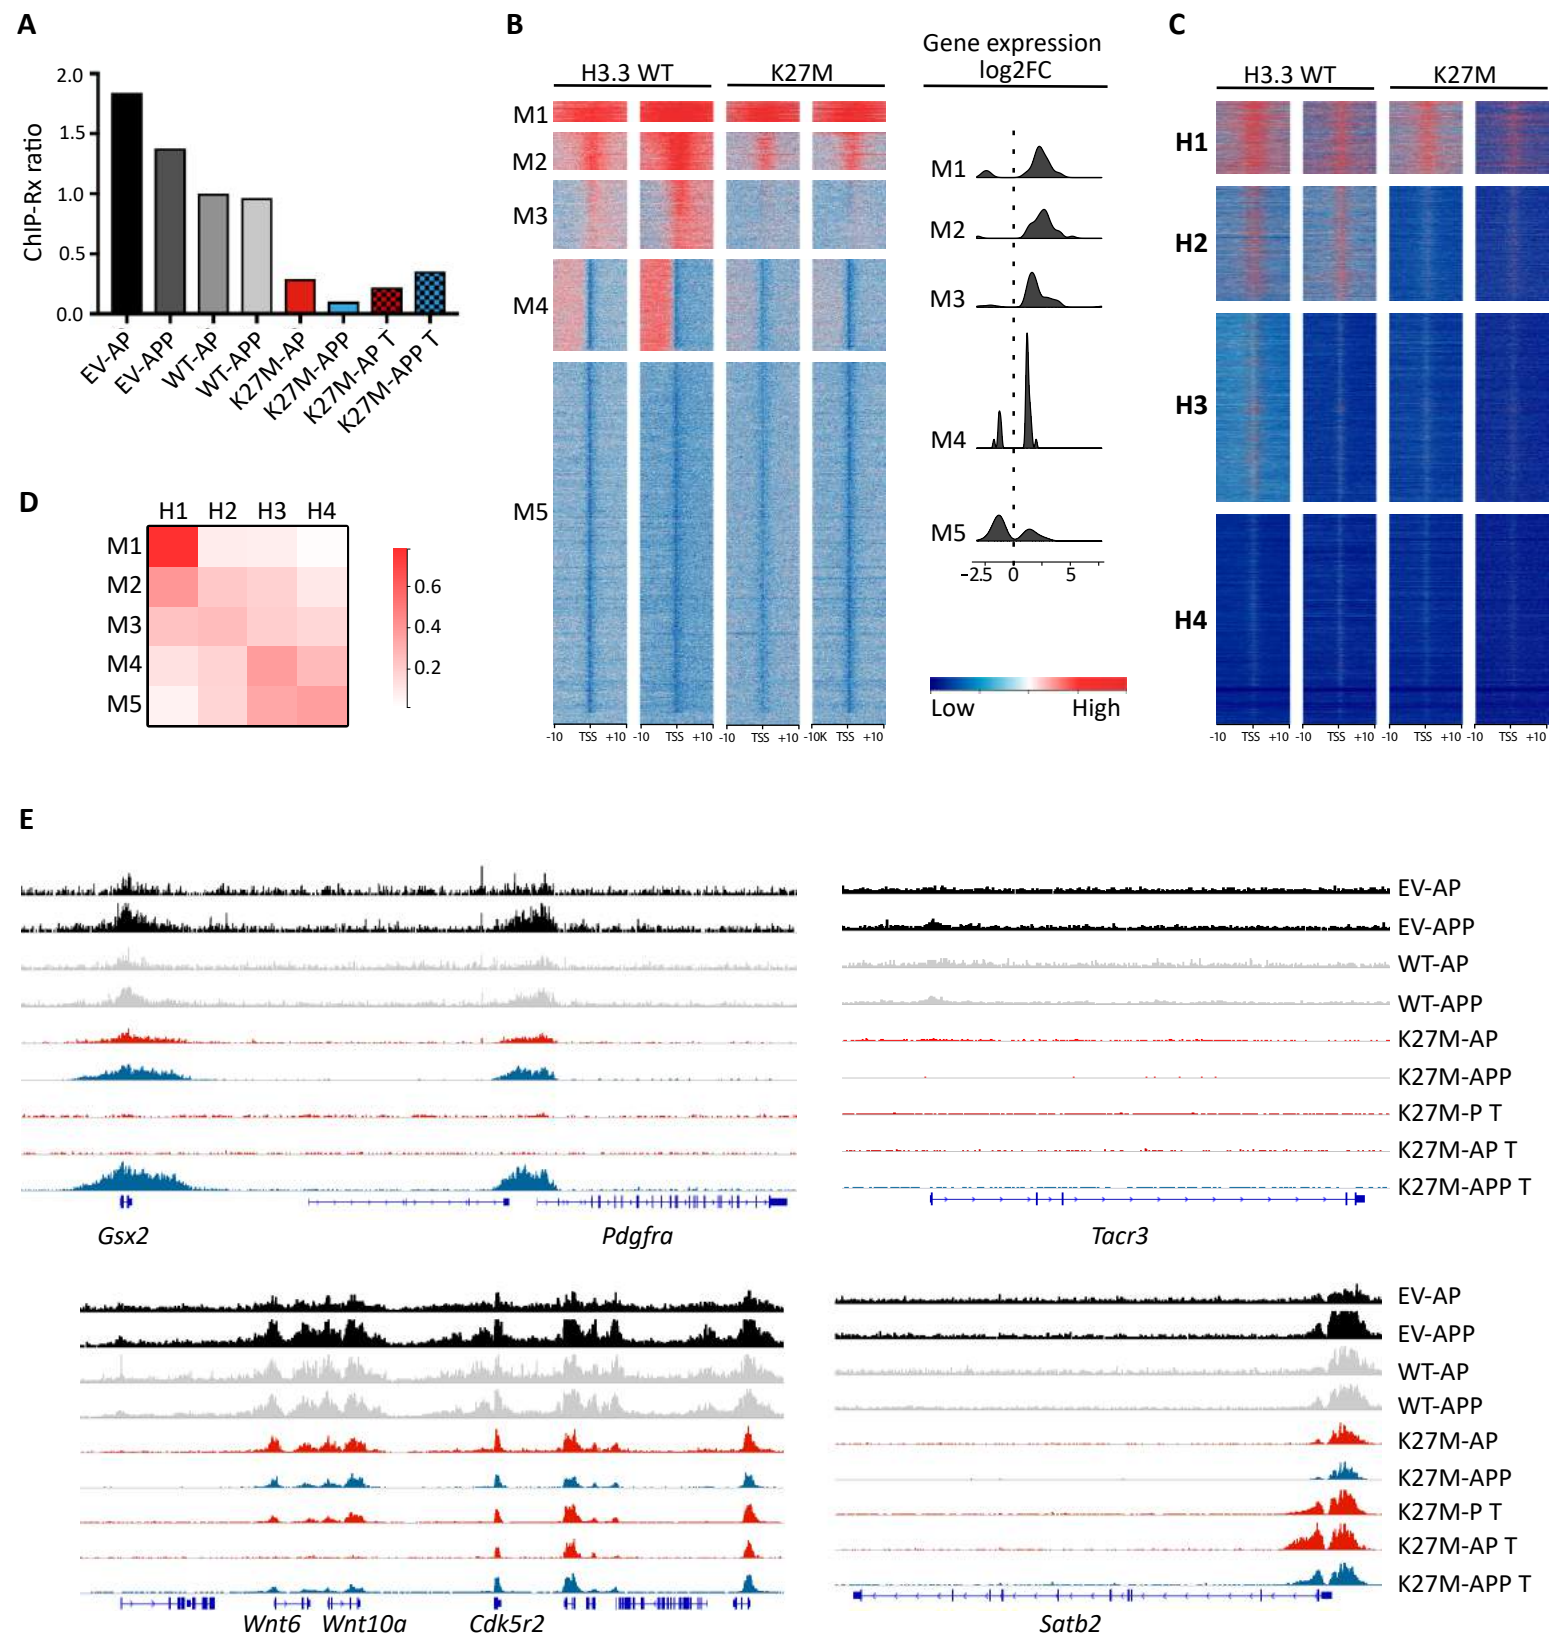 A
ChIP-Rx ratio
2.0
1.5
1.0
0.5
0.0
EV-AP
EV-APP
WT-AP
WT-APP
K27M-AP
K27M-APP
K27M-AP T
K27M-APP T
B
H3.3 WT
K27M
M1
M2
M3
M4
M5
-10 TSS +10 -10 TSS +10 -10 TSS +10 -10K TSS +10
Gene expression
log2FC
M1
M2
M3
M4
M5
−2.5 0 5
Low High
C
H3.3 WT
K27M
H1
H2
H3
H4
-10 TSS +10 -10 TSS +10 -10 TSS +10 -10 TSS +10
D
H1 H2 H3 H4
M1
M2
M3
M4
M5
0.6
0.4
0.2
E
EV-AP
EV-APP
WT-AP
WT-APP
K27M-AP
K27M-APP
K27M-P T
K27M-AP T
K27M-APP T
Gsx2 Pdgfra Tacr3
EV-AP
EV-APP
WT-AP
WT-APP
K27M-AP
K27M-APP
K27M-P T
K27M-AP T
K27M-APP T
Wnt6 Wnt10a Cdk5r2 Satb2